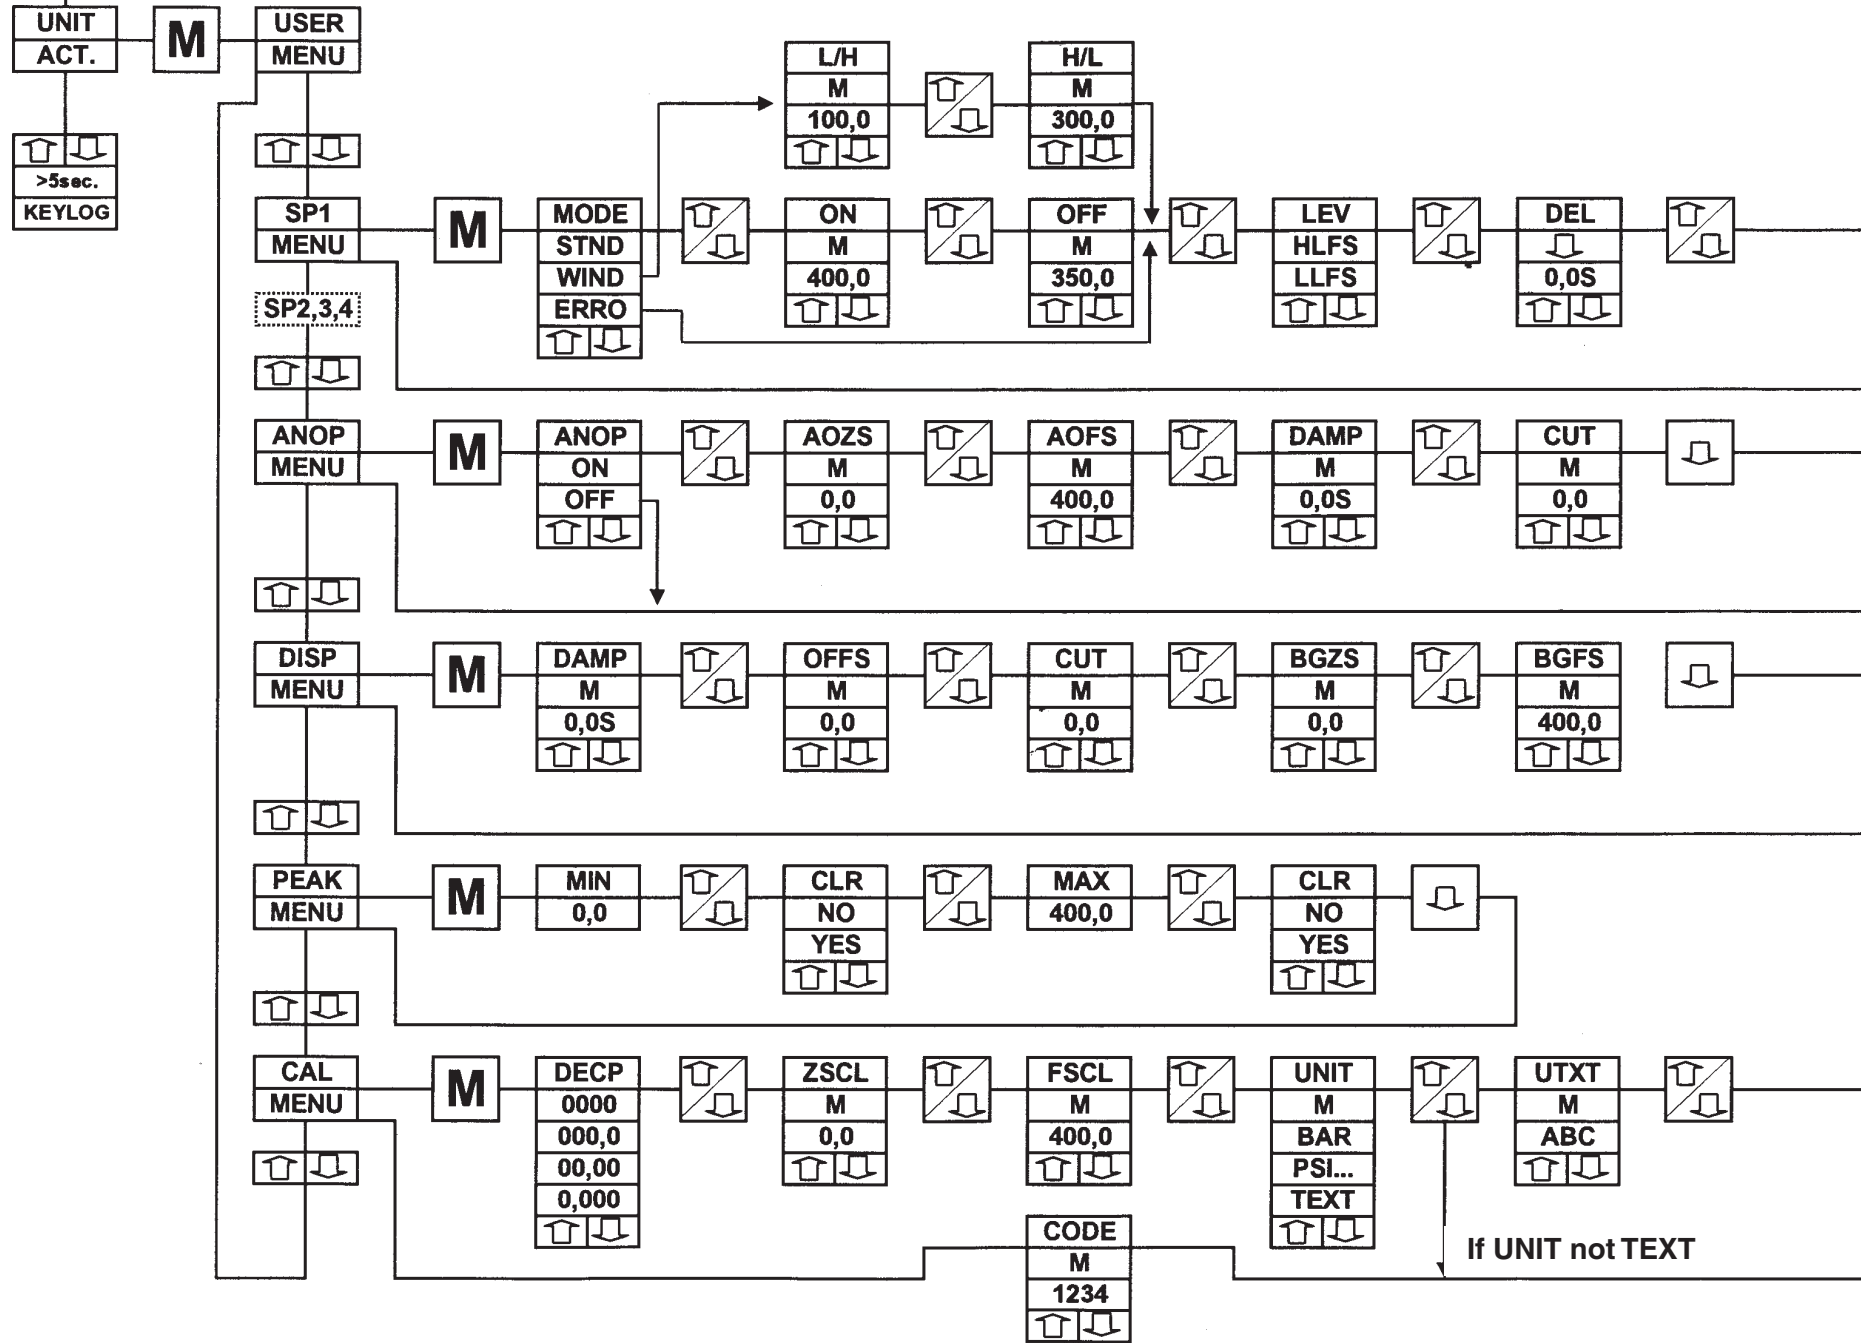 UNIT
ACT.
M
USER
MENU
>5sec.
KEYLOG
L/H
M
100,0
H/L
M
300,0
SP1
MENU
M
MODE
STND
WIND
ERRO
ON
M
400,0
OFF
M
350,0
LEV
HLFS
LLFS
DEL
0,0S
SP2,3,4
ANOP
MENU
M
ANOP
ON
OFF
AOZS
M
0,0
AOFS
M
400,0
DAMP
M
0,0S
CUT
M
0,0
DISP
MENU
M
DAMP
M
0,0S
OFFS
M
0,0
CUT
M
0,0
BGZS
M
0,0
BGFS
M
400,0
PEAK
MENU
M
MIN
0,0
CLR
NO
YES
MAX
400,0
CLR
NO
YES
CAL
MENU
M
DECP
0000
000,0
00,00
0,000
ZSCL
M
0,0
FSCL
M
400,0
UNIT
M
BAR
PSI...
TEXT
UTXT
M
ABC
If UNIT not TEXT
CODE
M
1234